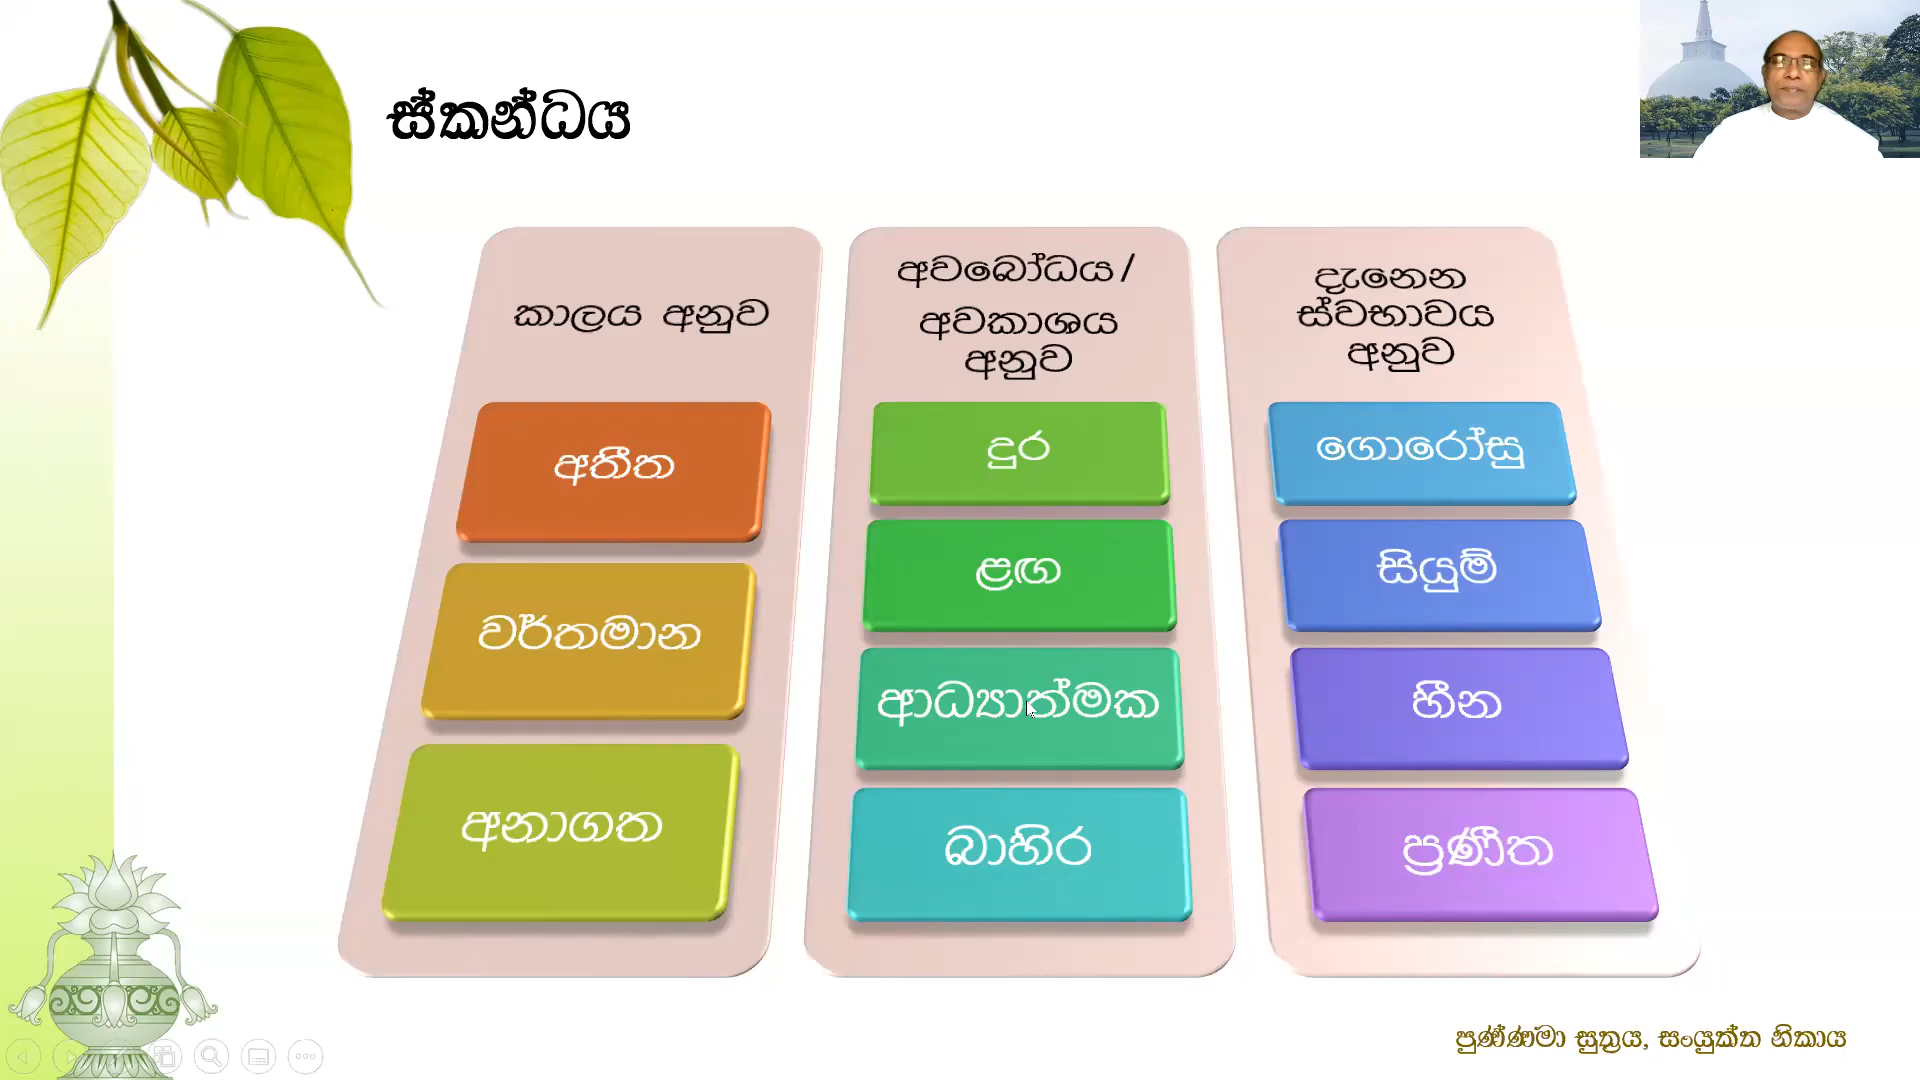 ස්කන්ධය
කාලය අනුව
අතීත
වර්තමාන
අනාගත
අවබෝධය/
අවකාශය
අනුව
දුර
ළඟ
ආධ්‍යාත්මක
බාහිර
දැනෙන
ස්වභාවය
අනුව
ගොරෝසු
සියුම්
හීන
ප්‍රණීත
පුණ්ණමා සුත්‍රය, සංයුක්ත නිකාය